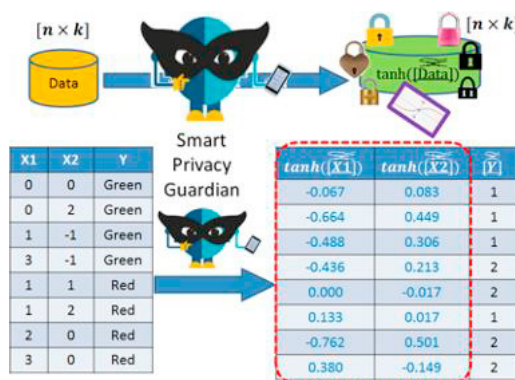 [n × k]
[n × k]
Data
tanh([Data])
Smart
Privacy
Guardian
X1 X2 Y
0 0 Green
0 2 Green
1 -1 Green
3 -1 Green
1 1 Red
1 2 Red
2 0 Red
3 0 Red
tanh([X1]) tanh([X2]) [Y]
-0.067 0.083 1
-0.664 0.449 1
-0.488 0.306 1
-0.436 0.213 2
0.000 -0.017 2
0.133 0.017 1
-0.762 0.501 2
0.380 -0.149 2